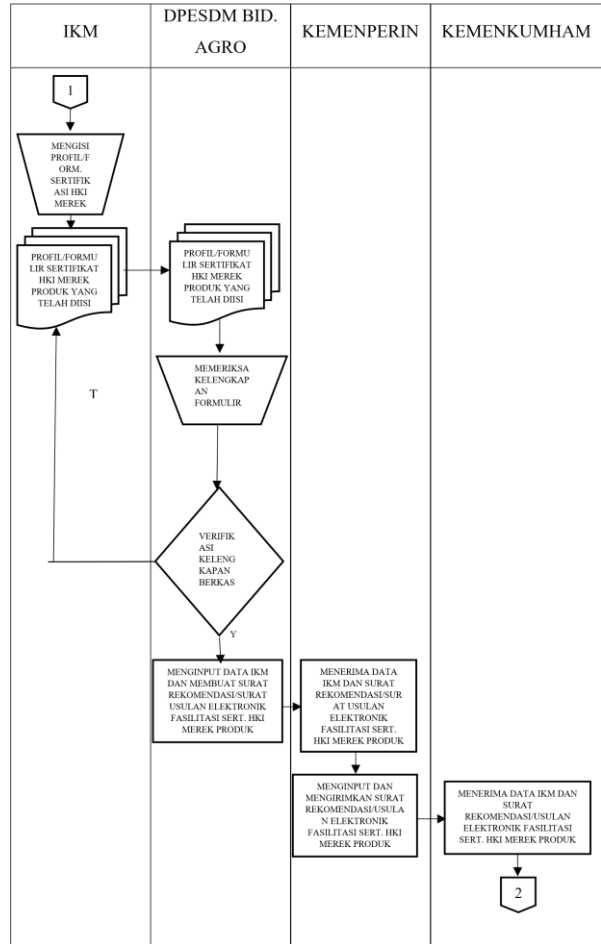 IKM
DPESDM BID.
AGRO
KEMENPERIN
KEMENKUMHAM
1
MENGISI
PROFIL/F
ORM.
SERTIFIK
ASI HKI
MEREK
PROFIL/FORMU
LIR SERTIFIKAT
HKI MEREK
PRODUK YANG
TELAH DIISI
PROFIL/FORMU
LIR SERTIFIKAT
HKI MEREK
PRODUK YANG
TELAH DIISI
MEMERIKSA
KELENGKAP
AN
FORMULIR
T
VERIFIK
ASI
KELENG
KAPAN
BERKAS
Y
MENGINPUT DATA IKM
DAN MEMBUAT SURAT
REKOMENDASI/SURAT
USULAN ELEKTRONIK
FASILITASI SERT. HKI
MEREK PRODUK
MENERIMA DATA
IKM DAN SURAT
REKOMENDASI/SUR
AT USULAN
ELEKTRONIK
FASILITASI SERT.
HKI MEREK PRODUK
MENGINPUT DAN
MENGIRIMKAN SURAT
REKOMENDASI/USULA
N ELEKTRONIK
FASILITASI SERT. HKI
MEREK PRODUK
MENERIMA DATA IKM DAN
SURAT
REKOMENDASI/USULAN
ELEKTRONIK FASILITASI
SERT. HKI MEREK PRODUK
2